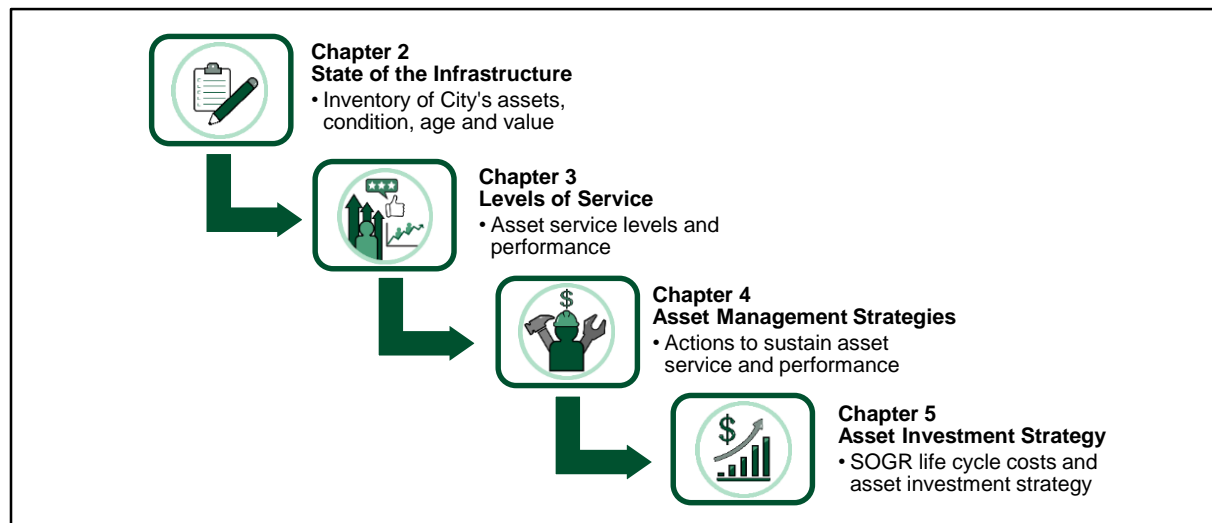 Chapter 2
State of the Infrastructure
• Inventory of City's assets,
condition, age and value
Chapter 3
Levels of Service
• Asset service levels and
performance
$
Chapter 4
Asset Management Strategies
• Actions to sustain asset
service and performance
$
Chapter 5
Asset Investment Strategy
• SOGR life cycle costs and
asset investment strategy